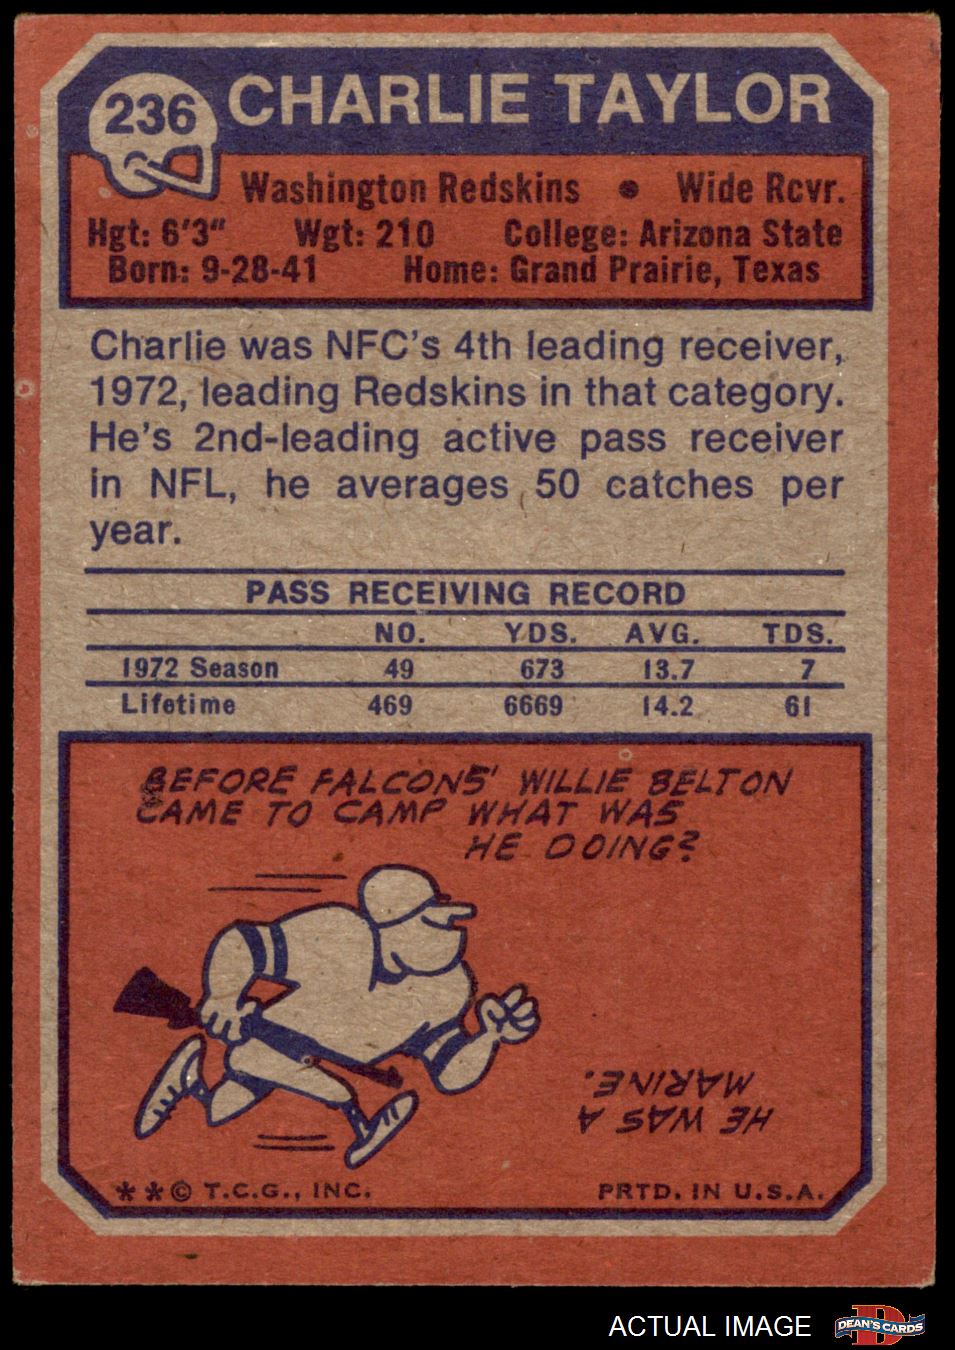 236
CHARLIE TAYLOR
Washington Redskins • Wide Rcvr.
Hgt: 6'3" Wgt: 210 College: Arizona State
Born: 9-28-41 Home: Grand Prairie, Texas
Charlie was NFC's 4th leading receiver,
1972, leading Redskins in that category.
He's 2nd-leading active pass receiver
in NFL, he averages 50 catches per
year.
PASS RECEIVING RECORD
NO. YDS. AVG. TDS.
1972 Season 49 673 13.7 7
Lifetime 469 6669 14.2 61
BEFORE FALCONS' WILLIE BELTON
CAME TO CAMP WHAT WAS
HE DOING?
HE WAS A
MARINE.
**© T.C.G., INC. PRTD. IN U.S.A.
ACTUAL IMAGE
DEAN'S CARDS